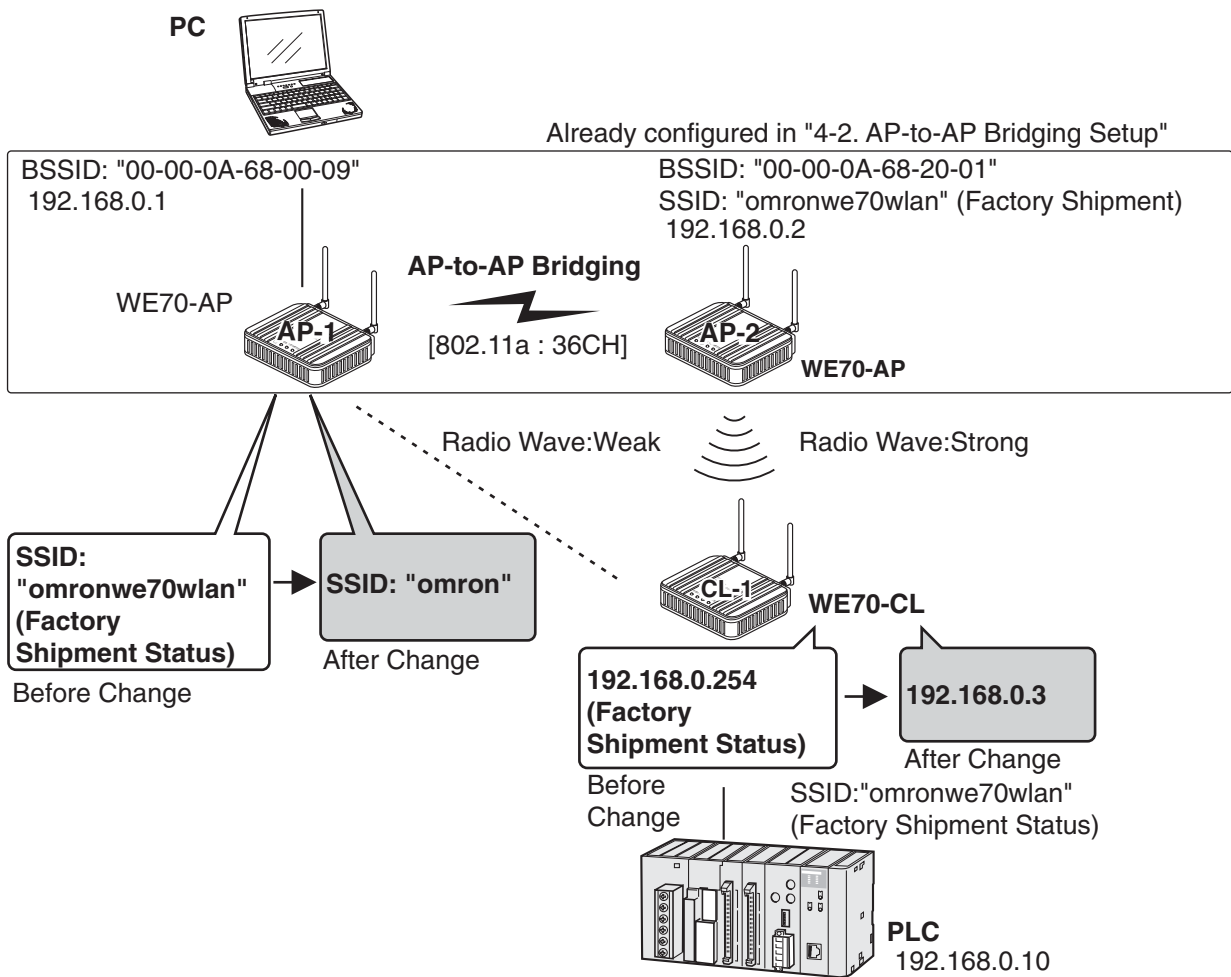 PC
Already configured in "4-2. AP-to-AP Bridging Setup"
BSSID: "00-00-0A-68-00-09"
192.168.0.1
BSSID: "00-00-0A-68-20-01"
SSID: "omronwe70wlan" (Factory Shipment)
192.168.0.2
AP-to-AP Bridging
WE70-AP
AP-1
[802.11a : 36CH]
AP-2
WE70-AP
Radio Wave:Weak
Radio Wave:Strong
SSID:
"omronwe70wlan"
(Factory
Shipment Status)
Before Change
SSID: "omron"
After Change
CL-1
WE70-CL
192.168.0.254
(Factory
Shipment Status)
Before
Change
192.168.0.3
After Change
SSID:"omronwe70wlan"
(Factory Shipment Status)
PLC
192.168.0.10